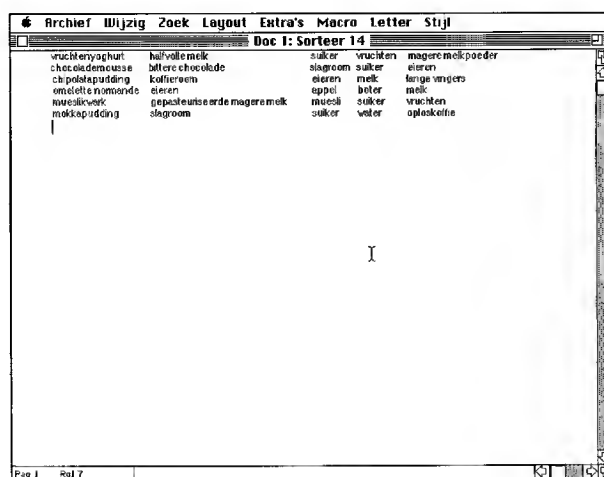 Archief Wijzig Zoek Layout Extra's Macro Letter Stijl
Doc 1: Sorteer 14
vruchtenyoghurt halfvolle melk suiker vruchten magere melkpoeder
chocolademousse bittere chocolade slagroom suiker eieren
chipolatapudding koffieroom eieren melk lange vingers
omelette normande eieren appel boter melk
mueslikwark gepasteuriseerde magere melk muesli suiker vruchten
mokkapudding slagroom suiker water oploskoffie
Pag 1 Rgl 7